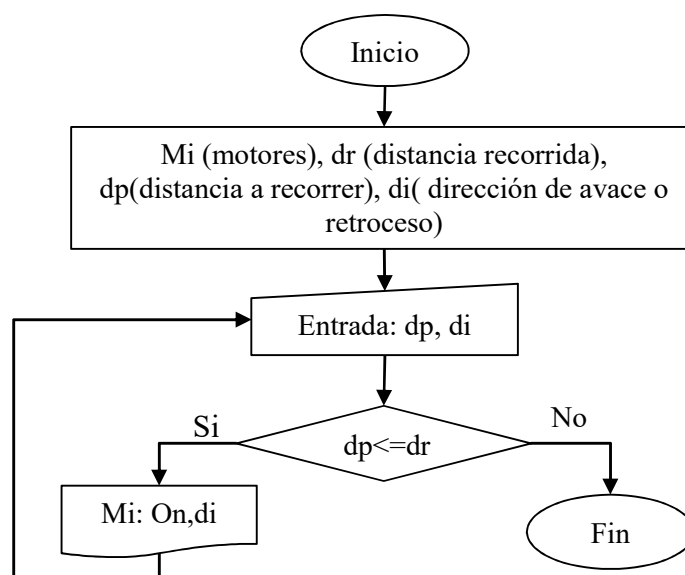 Inicio
Mi (motores), dr (distancia recorrida),
dp(distancia a recorrer), di( dirección de avace o
retroceso)
Entrada: dp, di
Si
dp<=dr
No
Mi: On,di
Fin